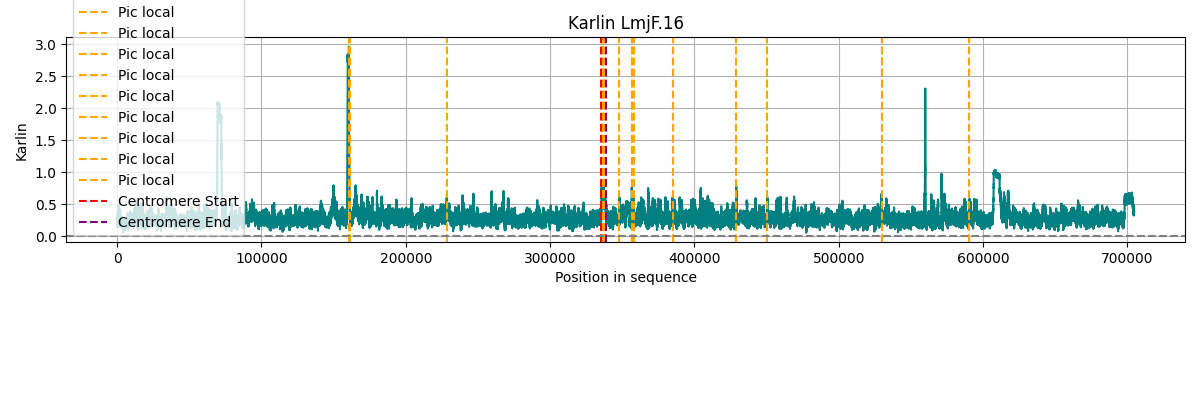 Karlin LmjF.16
Pic local
Pic local
Pic local
Pic local
Pic local
Pic local
Pic local
Pic local
Pic local
Centromere Start
Centromere End
Karlin
3.0
2.5
2.0
1.5
1.0
0.5
0.0
0 100000 200000 300000 400000 500000 600000 700000
Position in sequence